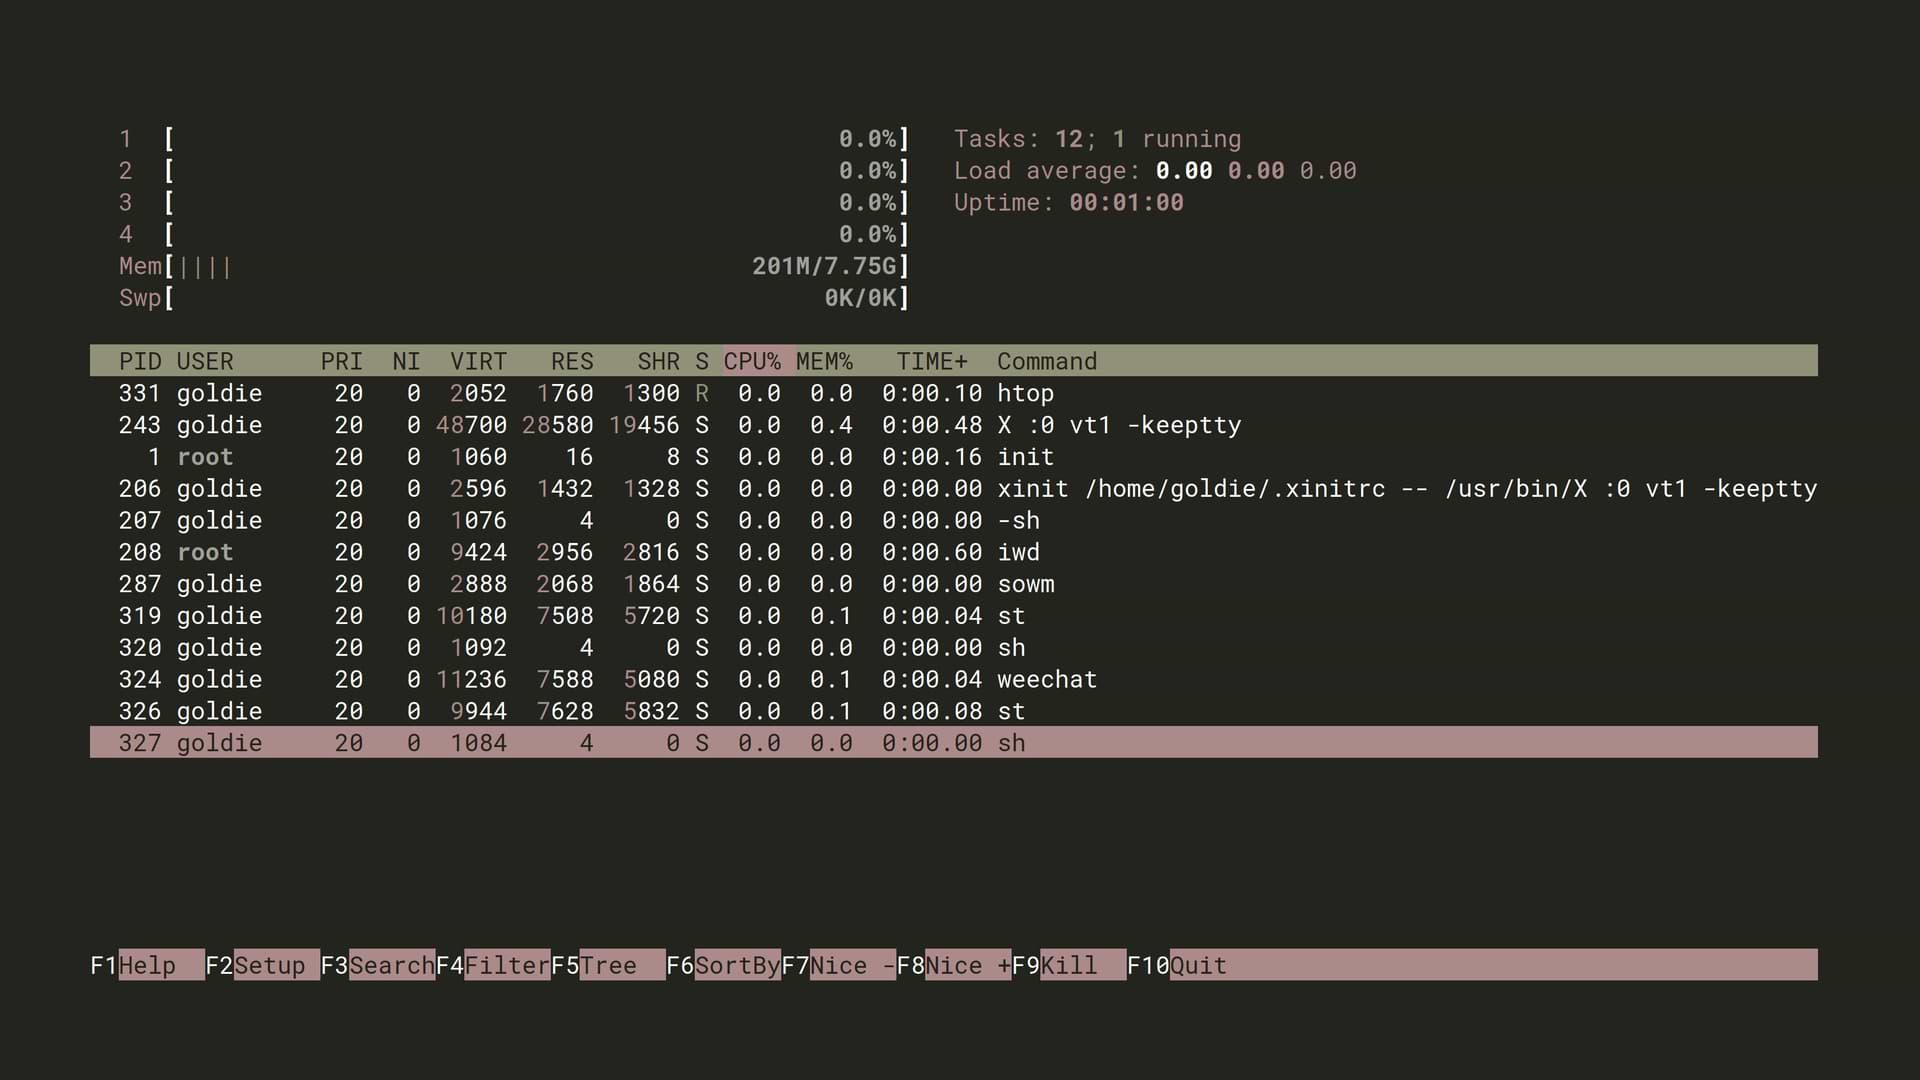 1 [ 0.0%] Tasks: 12; 1 running
2 [ 0.0%] Load average: 0.00 0.00 0.00
3 [ 0.0%] Uptime: 00:01:00
4 [ 0.0%]
Mem[|||| 201M/7.75G]
Swp[ 0K/0K]
PID USER PRI NI VIRT RES SHR S CPU% MEM% TIME+ Command
331 goldie 20 0 2052 1760 1300 R 0.0 0.0 0:00.10 htop
243 goldie 20 0 48700 28580 19456 S 0.0 0.4 0:00.48 X :0 vt1 -keeptty
1 root 20 0 1060 16 8 S 0.0 0.0 0:00.16 init
206 goldie 20 0 2596 1432 1328 S 0.0 0.0 0:00.00 xinit /home/goldie/.xinitrc -- /usr/bin/X :0 vt1 -keeptty
207 goldie 20 0 1076 4 0 S 0.0 0.0 0:00.00 -sh
208 root 20 0 9424 2956 2816 S 0.0 0.0 0:00.60 iwd
287 goldie 20 0 2888 2068 1864 S 0.0 0.0 0:00.00 sowm
319 goldie 20 0 10180 7508 5720 S 0.0 0.1 0:00.04 st
320 goldie 20 0 1092 4 0 S 0.0 0.0 0:00.00 sh
324 goldie 20 0 11236 7588 5080 S 0.0 0.1 0:00.04 weechat
326 goldie 20 0 9944 7628 5832 S 0.0 0.1 0:00.08 st
327 goldie 20 0 1084 4 0 S 0.0 0.0 0:00.00 sh
F1Help F2Setup F3SearchF4FilterF5Tree F6SortByF7Nice -F8Nice +F9Kill F10Quit